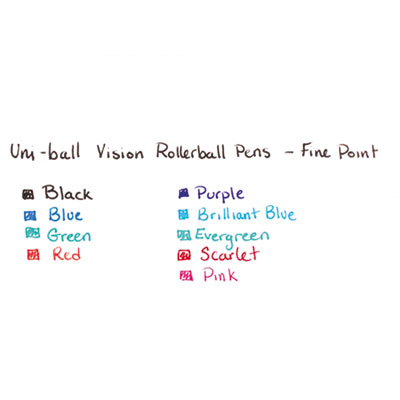 Uni-ball Vision Rollerball Pens - Fine Point
Black
Blue
Green
Red
Purple
Brilliant Blue
Evergreen
Scarlet
Pink